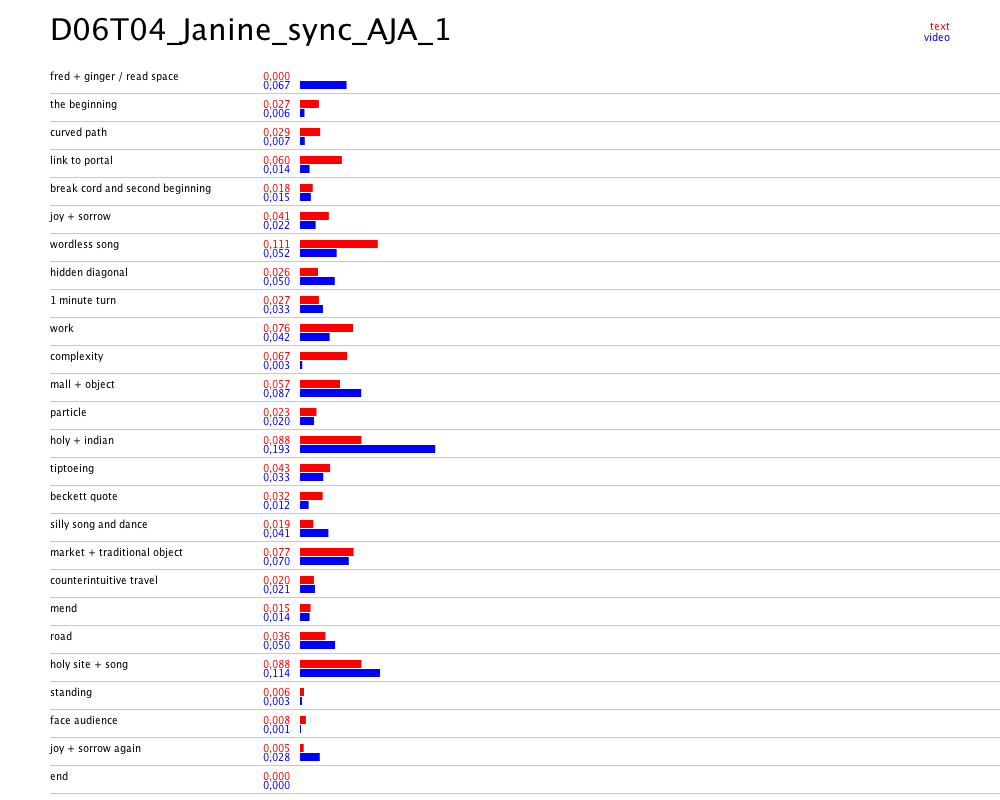 D06T04_Janine_sync_AJA_1
text
video
fred + ginger / read space 0,000
0,067
the beginning 0,027
0,006
curved path 0,029
0,007
link to portal 0,060
0,014
break cord and second beginning 0,018
0,015
joy + sorrow 0,041
0,022
wordless song 0,111
0,052
hidden diagonal 0,026
0,050
1 minute turn 0,027
0,033
work 0,076
0,042
complexity 0,067
0,003
mall + object 0,057
0,087
particle 0,023
0,020
holy + indian 0,088
0,193
tiptoeing 0,043
0,033
beckett quote 0,032
0,012
silly song and dance 0,019
0,041
market + traditional object 0,077
0,070
counterintuitive travel 0,020
0,021
mend 0,015
0,014
road 0,036
0,050
holy site + song 0,088
0,114
standing 0,006
0,003
face audience 0,008
0,001
joy + sorrow again 0,005
0,028
end 0,000
0,000